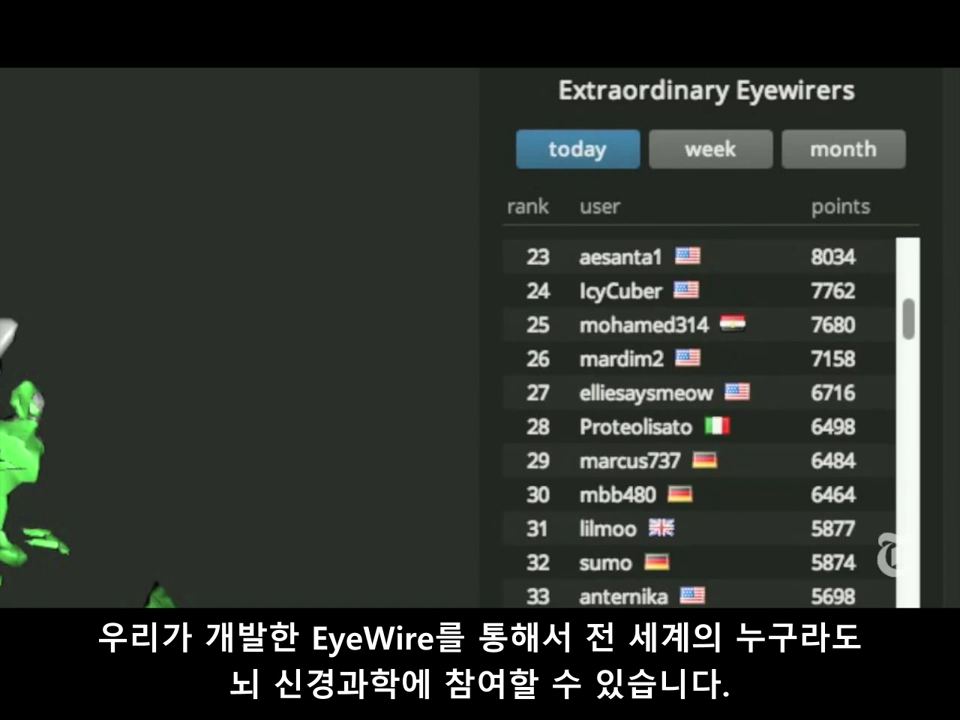 Extraordinary Eyewirers
today week month
rank user points
23 aesanta1 8034
24 IcyCuber 7762
25 mohamed314 7680
26 mardim2 7158
27 elliesaysmeow 6716
28 Proteolisato 6498
29 marcus737 6484
30 mbb480 6464
31 lilmoo 5877
32 sumo 5874
33 anternika 5698
우리가 개발한 EyeWire를 통해서 전 세계의 누구라도
뇌 신경과학에 참여할 수 있습니다.